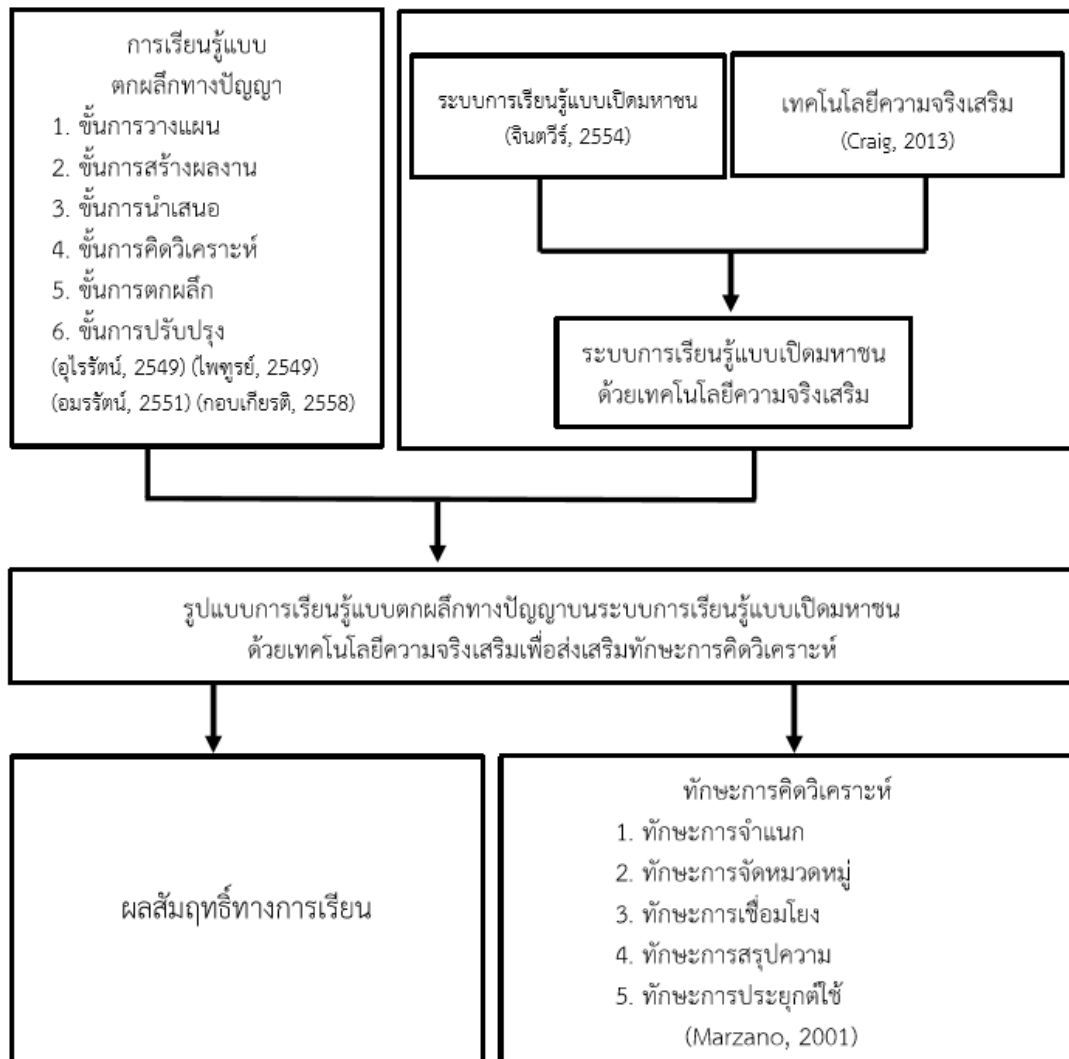 การเรียนรู้แบบ
ตกผลึกทางปัญญา
1. ขั้นการวางแผน
2. ขั้นการสร้างผลงาน
3. ขั้นการนำเสนอ
4. ขั้นการคิดวิเคราะห์
5. ขั้นการตกผลึก
6. ขั้นการปรับปรุง
(อุไรรัตน์, 2549) (ไพฑูรย์, 2549)
(อมรรัตน์, 2551) (กอบเกียรติ, 2558)
ระบบการเรียนรู้แบบเปิดมหาชน
(จินตวีร์, 2554)
เทคโนโลยีความจริงเสริม
(Craig, 2013)
ระบบการเรียนรู้แบบเปิดมหาชน
ด้วยเทคโนโลยีความจริงเสริม
รูปแบบการเรียนรู้แบบตกผลึกทางปัญญาบนระบบการเรียนรู้แบบเปิดมหาชน
ด้วยเทคโนโลยีความจริงเสริมเพื่อส่งเสริมทักษะการคิดวิเคราะห์
ผลสัมฤทธิ์ทางการเรียน
ทักษะการคิดวิเคราะห์
1. ทักษะการจำแนก
2. ทักษะการจัดหมวดหมู่
3. ทักษะการเชื่อมโยง
4. ทักษะการสรุปความ
5. ทักษะการประยุกต์ใช้
(Marzano, 2001)